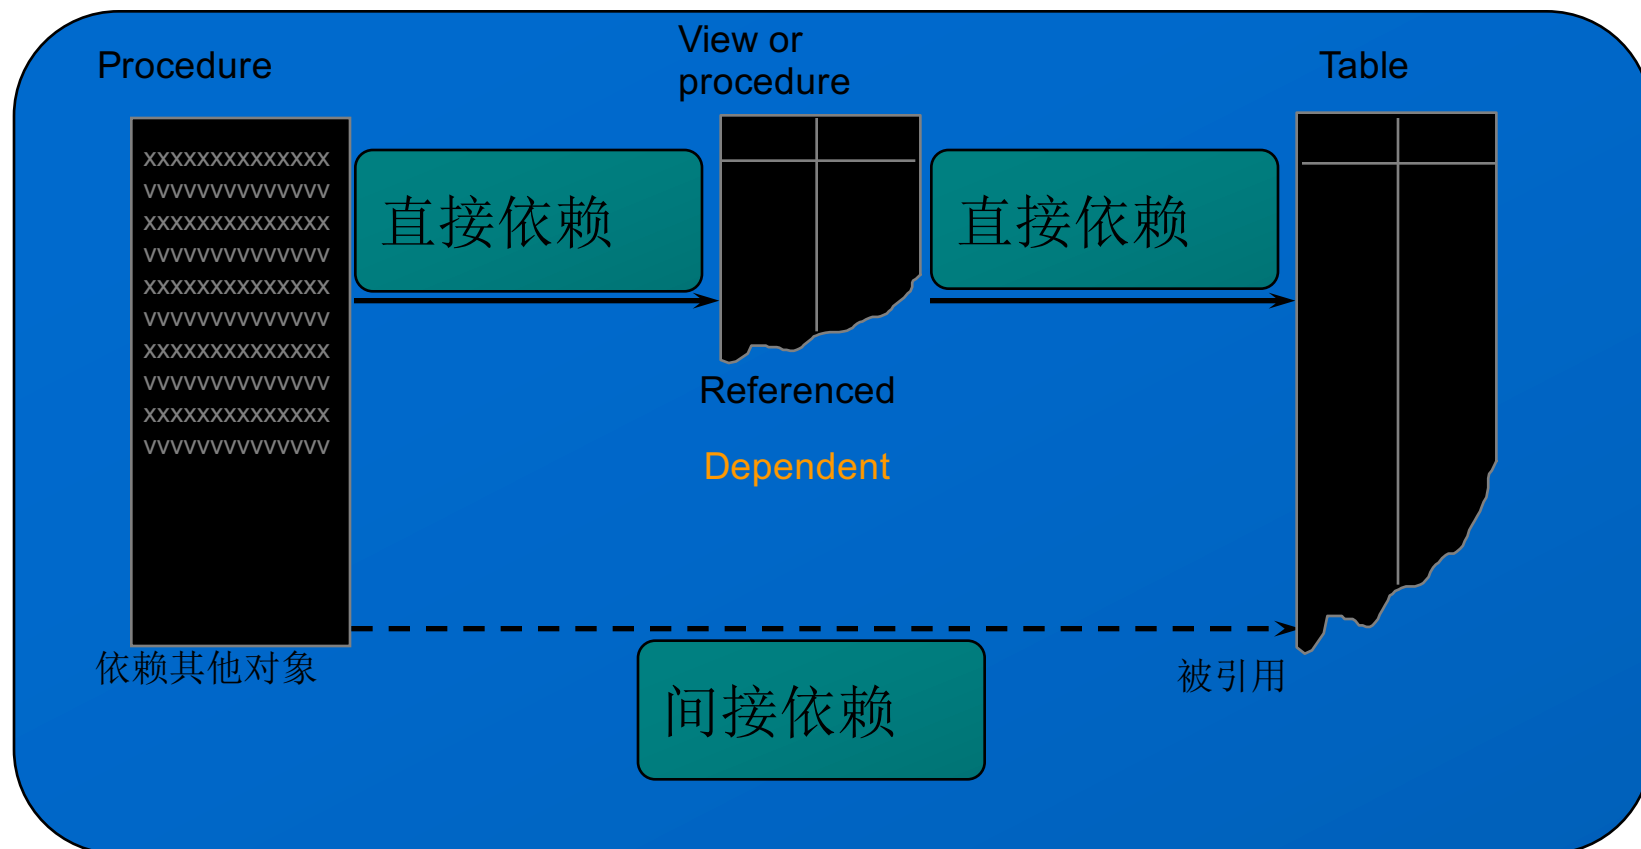 Procedure
View or
procedure
Table
xxxxxxxxxxxxxx
vvvvvvvvvvvvvv
xxxxxxxxxxxxxx
vvvvvvvvvvvvvv
xxxxxxxxxxxxxx
vvvvvvvvvvvvvv
xxxxxxxxxxxxxx
vvvvvvvvvvvvvv
xxxxxxxxxxxxxx
vvvvvvvvvvvvvv
直接依赖
直接依赖
Referenced
Dependent
依赖其他对象
被引用
间接依赖